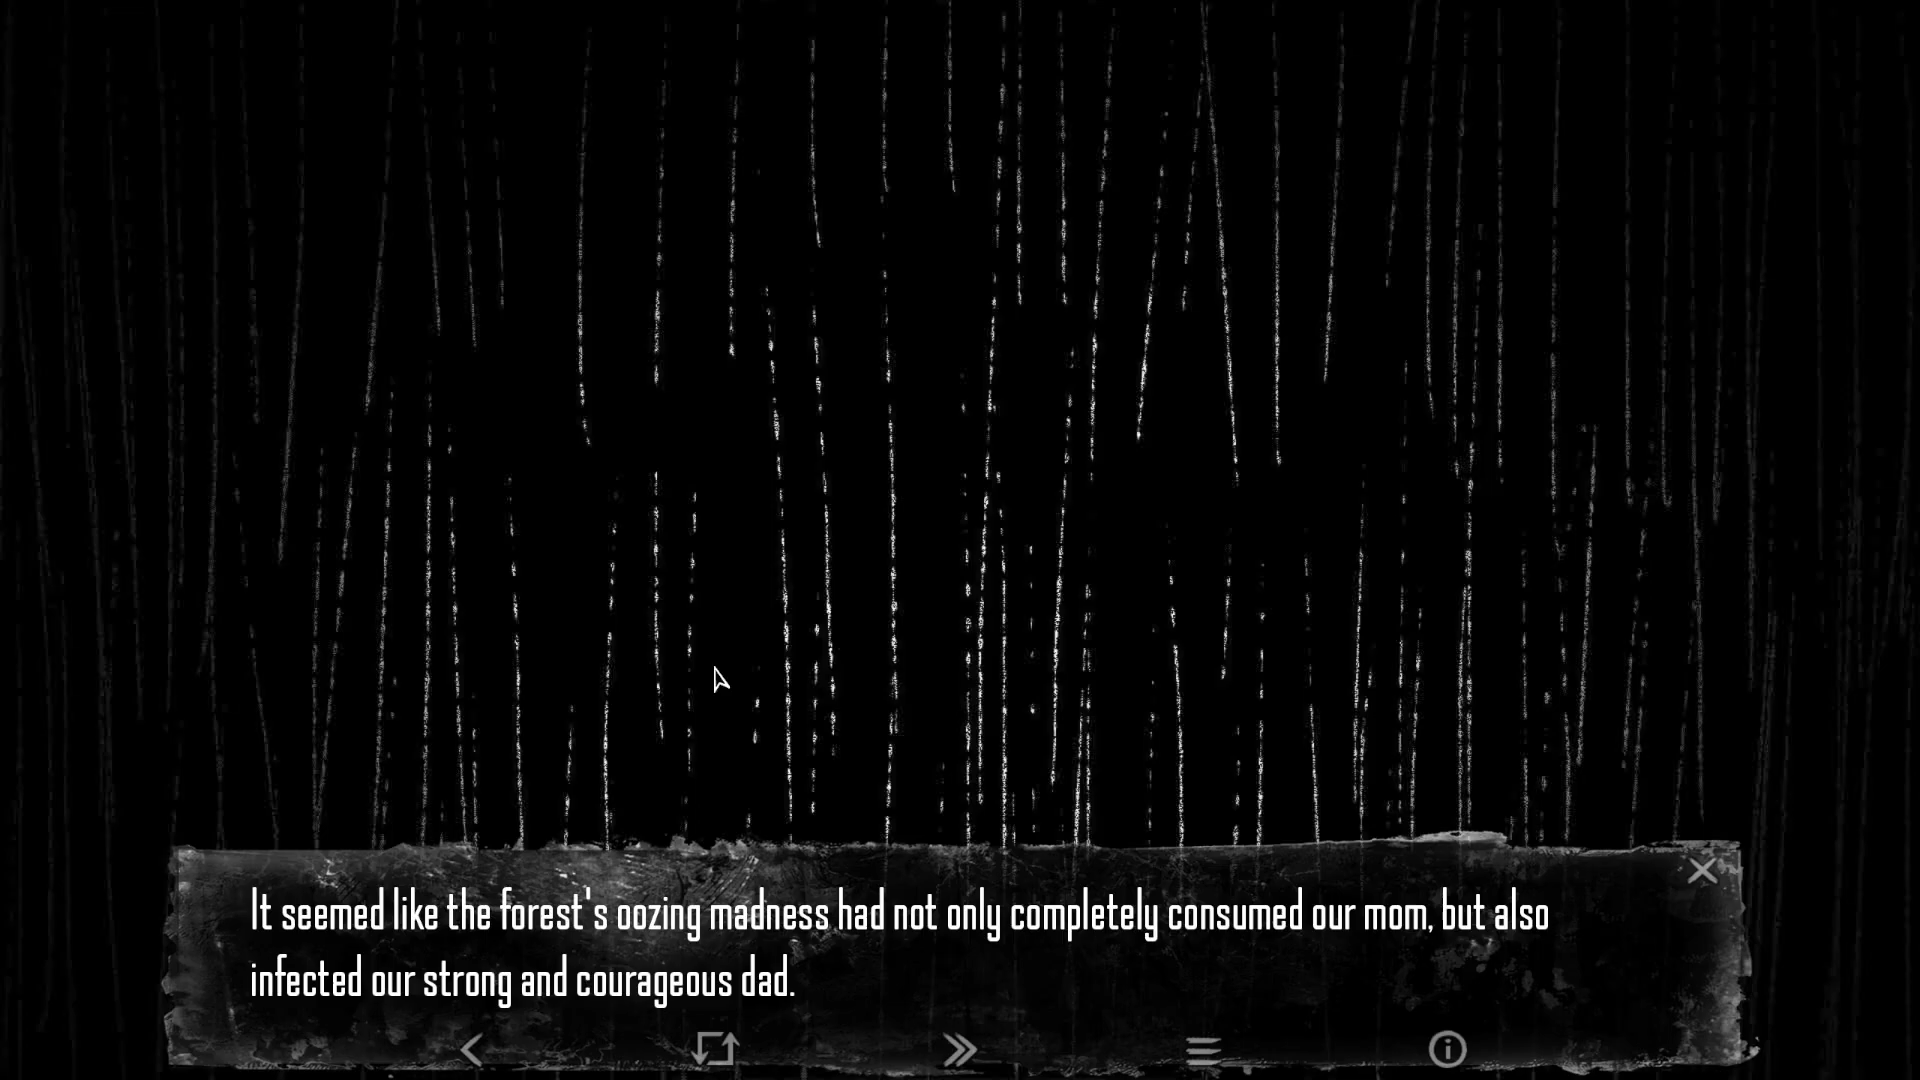 It seemed like the forest's oozing madness had not only completely consumed our mom, but also
infected our strong and courageous dad.